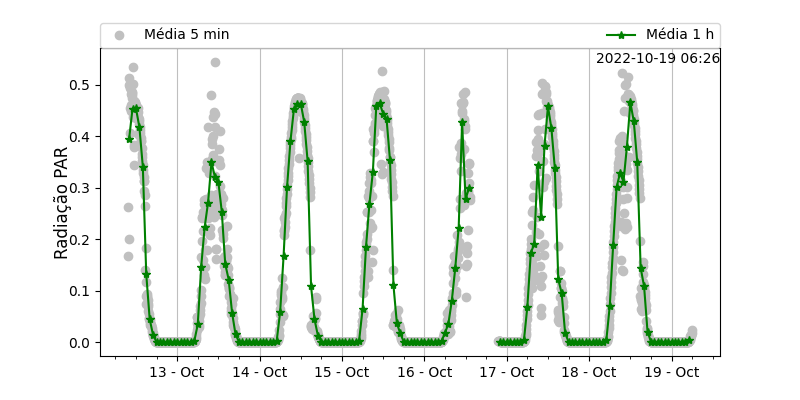 Média 5 min
Média 1 h
2022-10-19 06:26
Radiação PAR
0.5
0.4
0.3
0.2
0.1
0.0
13 - Oct
14 - Oct
15 - Oct
16 - Oct
17 - Oct
18 - Oct
19 - Oct